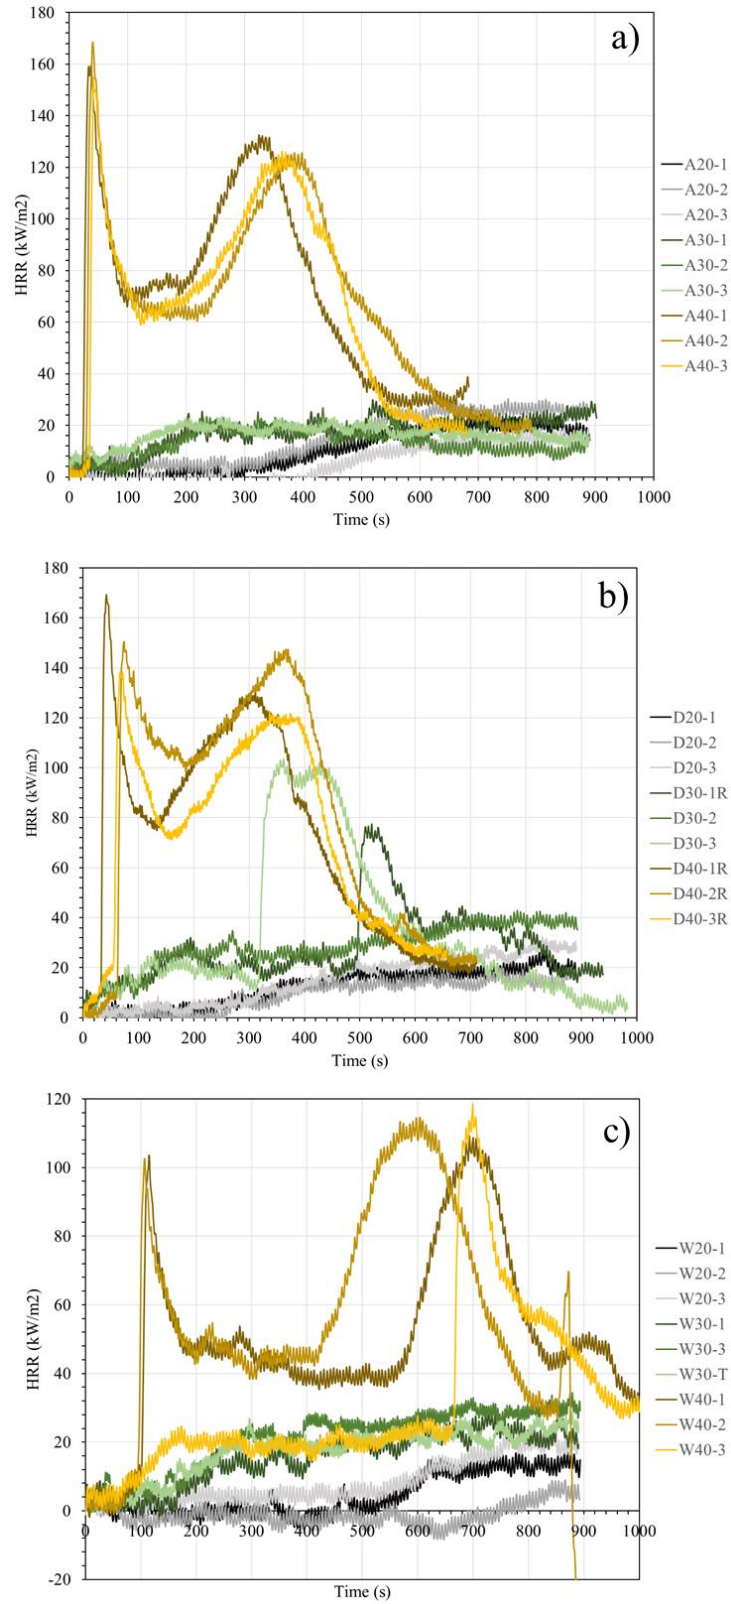 a)
180
160
140
120
100
80
60
40
20
0
HRR (kW/m2)
0 100 200 300 400 500 600 700 800 900 1000
Time (s)
A20-1
A20-2
A20-3
A30-1
A30-2
A30-3
A40-1
A40-2
A40-3
b)
180
160
140
120
100
80
60
40
20
0
HRR (kW/m2)
0 100 200 300 400 500 600 700 800 900 1000
Time (s)
D20-1
D20-2
D20-3
D30-1R
D30-2
D30-3
D40-1R
D40-2R
D40-3R
c)
120
100
80
60
40
20
0
-20
HRR (kW/m2)
0 100 200 300 400 500 600 700 800 900 1000
Time (s)
W20-1
W20-2
W20-3
W30-1
W30-3
W30-T
W40-1
W40-2
W40-3